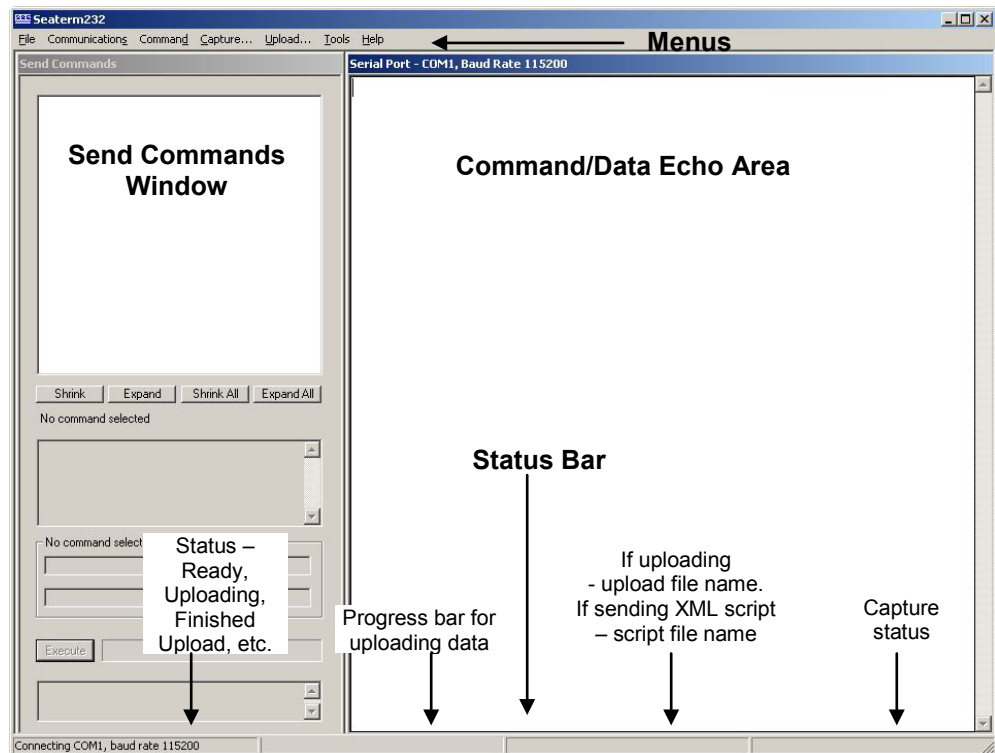 Seaterm232
File Communications Command Capture... Upload... Tools Help
Menus
Send Commands
Serial Port - COM1, Baud Rate 115200
Send Commands
Window
Command/Data Echo Area
Shrink
Expand
Shrink All
Expand All
No command selected
Status Bar
No command selec
Status –
Ready,
Uploading,
Finished
Upload, etc.
Execute
Progress bar for
uploading data
If uploading
- upload file name.
If sending XML script
– script file name
Capture
status
Connecting COM1, baud rate 115200